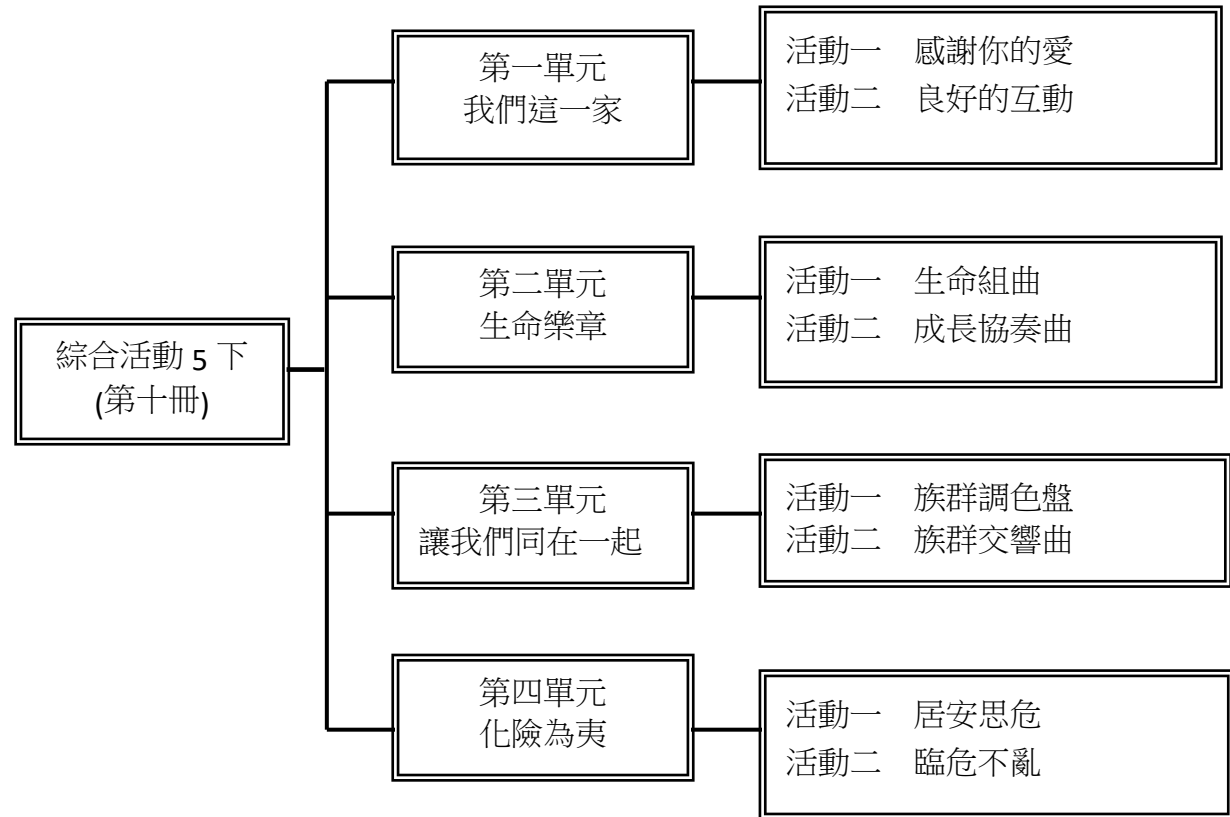 綜合活動 5 下
(第十冊)
第一單元
我們這一家
活動一　感謝你的愛
活動二　良好的互動
第二單元
生命樂章
活動一　生命組曲
活動二　成長協奏曲
第三單元
讓我們同在一起
活動一　族群調色盤
活動二　族群交響曲
第四單元
化險為夷
活動一　居安思危
活動二　臨危不亂